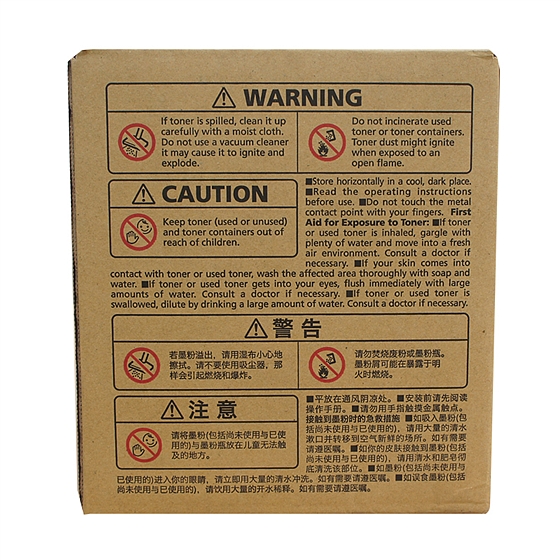 WARNING
If toner is spilled, clean it up
carefully with a moist cloth.
Do not use a vacuum cleaner
it may cause it to ignite and
explode.
Do not incinerate used
toner or toner containers.
Toner dust might ignite
when exposed to an
open flame.
CAUTION
Keep toner (used or unused)
and toner containers out of
reach of children.
■Store horizontally in a cool, dark place.
■Read the operating instructions
before use. ■Do not touch the metal
contact point with your fingers. First
Aid for Exposure to Toner: ■If toner
or used toner is inhaled, gargle with
plenty of water and move into a fresh
air environment. Consult a doctor if
necessary. ■If your skin comes into
contact with toner or used toner, wash the affected area thoroughly with soap and
water. ■If toner or used toner gets into your eyes, flush immediately with large
amounts of water. Consult a doctor if necessary. ■If toner or used toner is
swallowed, dilute by drinking a large amount of water. Consult a doctor if necessary.
警告
若墨粉溢出，请用湿布小心地
擦拭。请不要使用吸尘器，那
样会引起燃烧和爆炸。
请勿焚烧废粉或墨粉瓶。
墨粉屑可能在暴露于明
火时燃烧。
注意
请将墨粉(包括尚未使用与已使
用的)与墨粉瓶放在儿童无法触
及的地方。
■平放在通风阴凉处。■安装前请先阅读
操作手册。■请勿用手指触摸金属触点。
接触到墨粉时的急救措施 ■如吸入墨粉(包
括尚未使用与已使用的)，请用大量的清水
漱口并转移到空气新鲜的场所。如有需要
请遵医嘱。■如你的皮肤接触到墨粉(包括
尚未使用与已使用的)，请用清水和肥皂彻
底清洗该部位。■如墨粉(包括尚未使用与
已使用的)进入你的眼睛，请立即用大量的清水冲洗。如有需要请遵医嘱。■如误食墨粉(包括
尚未使用与已使用的)，请饮用大量的开水稀释。如有需要请遵医嘱。